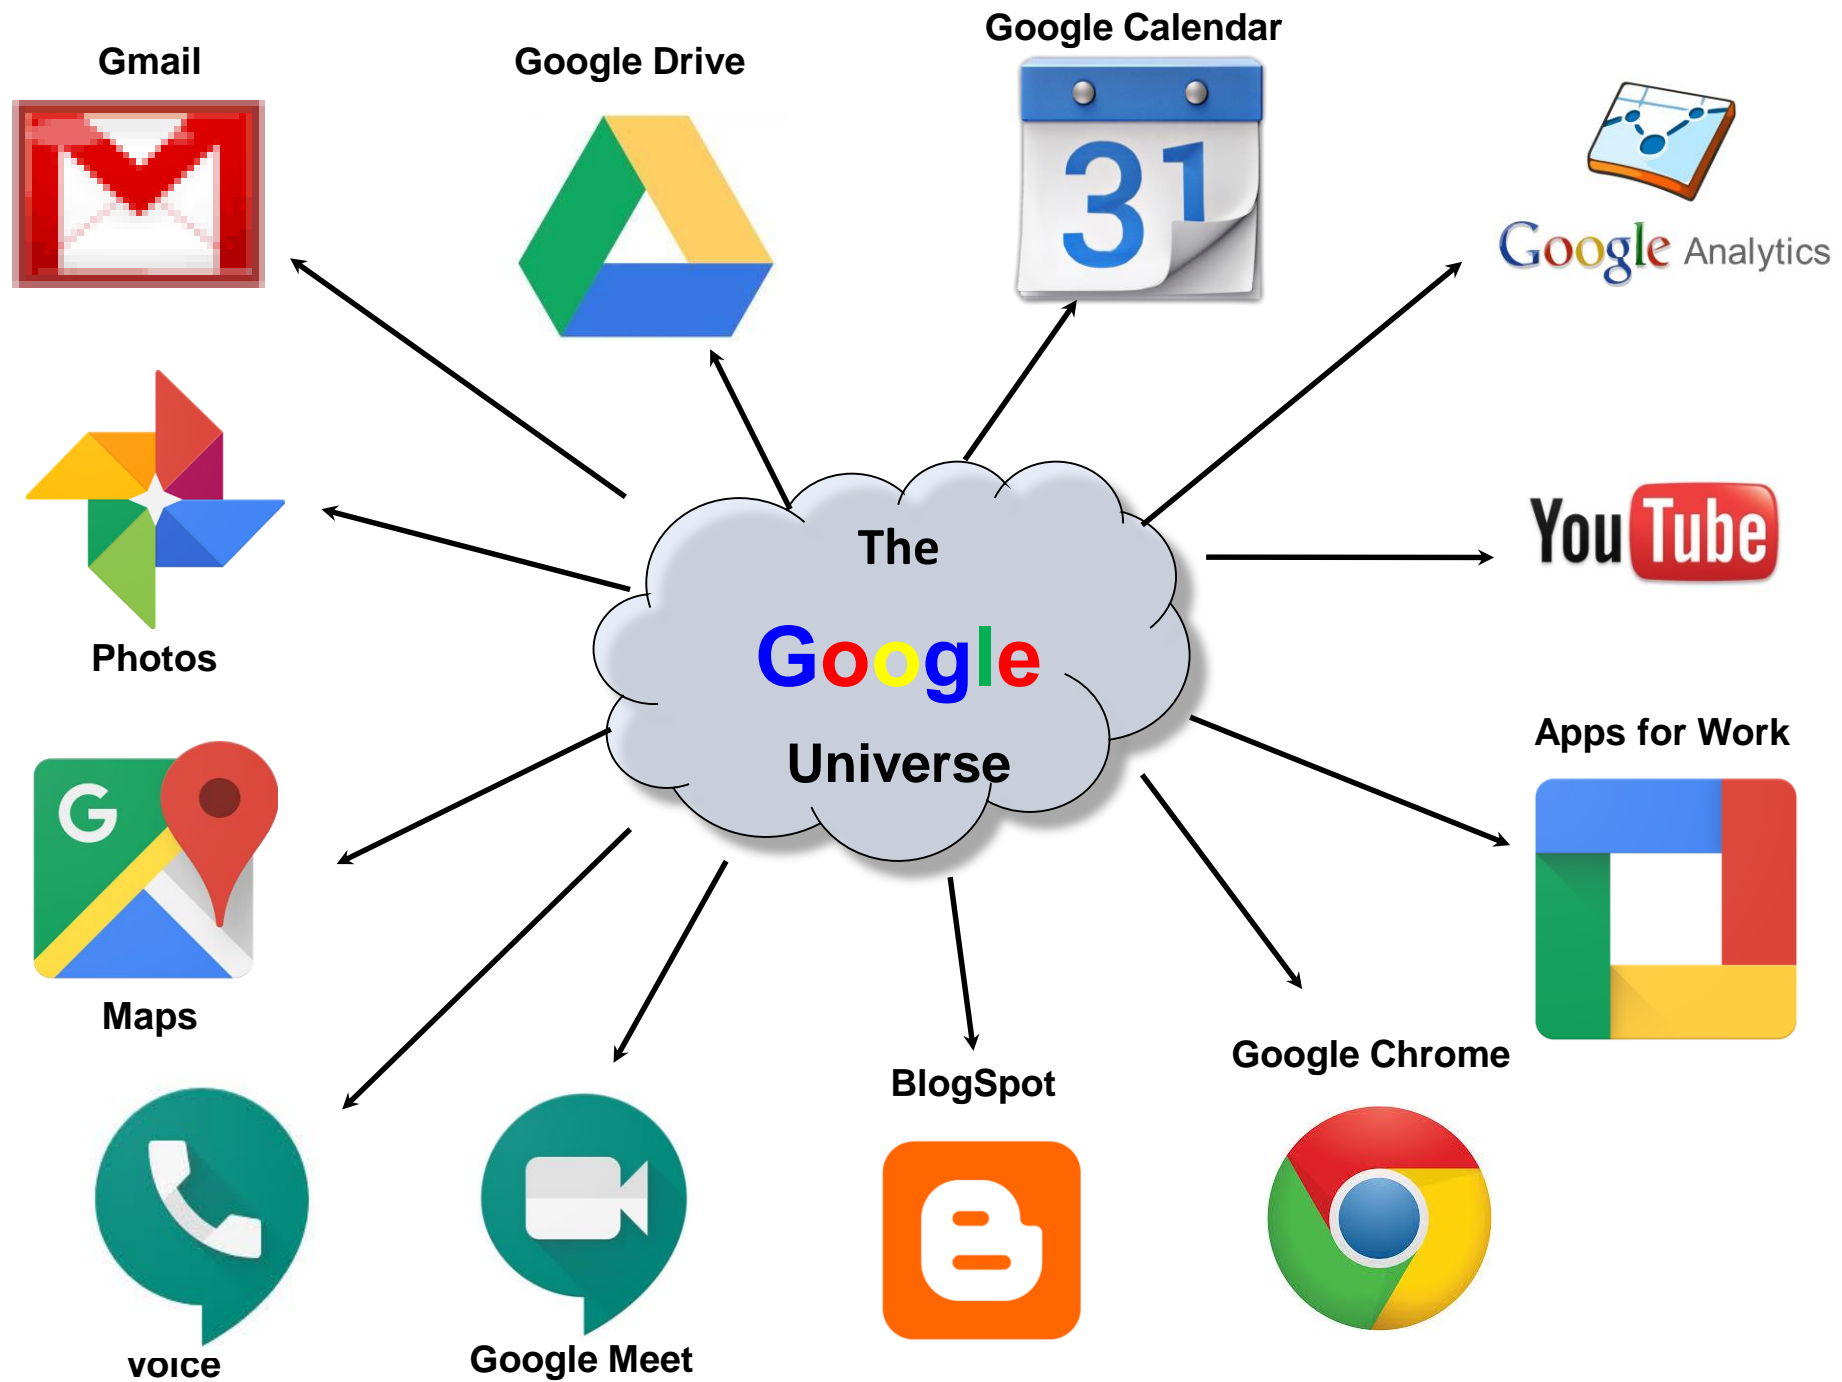 Google Calendar
Gmail
Google Drive
31
Google Analytics
YouTube
The
Google
Universe
Photos
G
Apps for Work
Maps
Google Chrome
BlogSpot
Voice
Google Meet